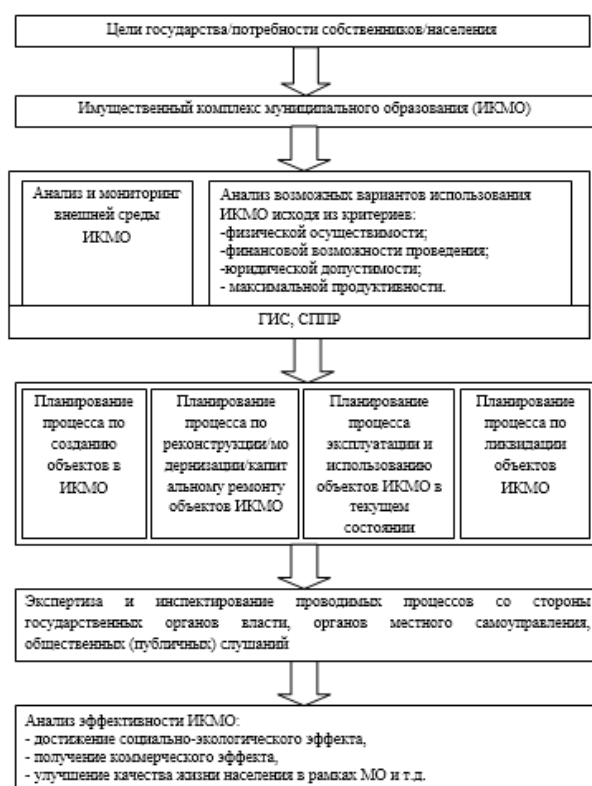 Цели государства/потребности собственников/населения
Имущественный комплекс муниципального образования (ИКМО)
Анализ и мониторинг
внешней среды
ИКМО
Анализ возможных вариантов использования
ИКМО исходя из критериев:
-физической осуществимости;
-финансовой возможности проведения;
-юридической допустимости;
- максимальной продуктивности.
ГИС, СППР
Планирование
процесса по
созданию
объектов в
ИКМО
Планирование
процесса по
реконструкции/мо
дернизации/капит
альному ремонту
объектов ИКМО
Планирование
процесса
эксплуатации и
использованию
объектов ИКМО в
текущем
состоянии
Планирование
процесса по
ликвидации
объектов
ИКМО
Экспертиза и инспектирование проводимых процессов со стороны
государственных органов власти, органов местного самоуправления,
общественных (публичных) слушаний
Анализ эффективности ИКМО:
- достижение социально-экологического эффекта,
- получение коммерческого эффекта,
- улучшение качества жизни населения в рамках МО и т.д.